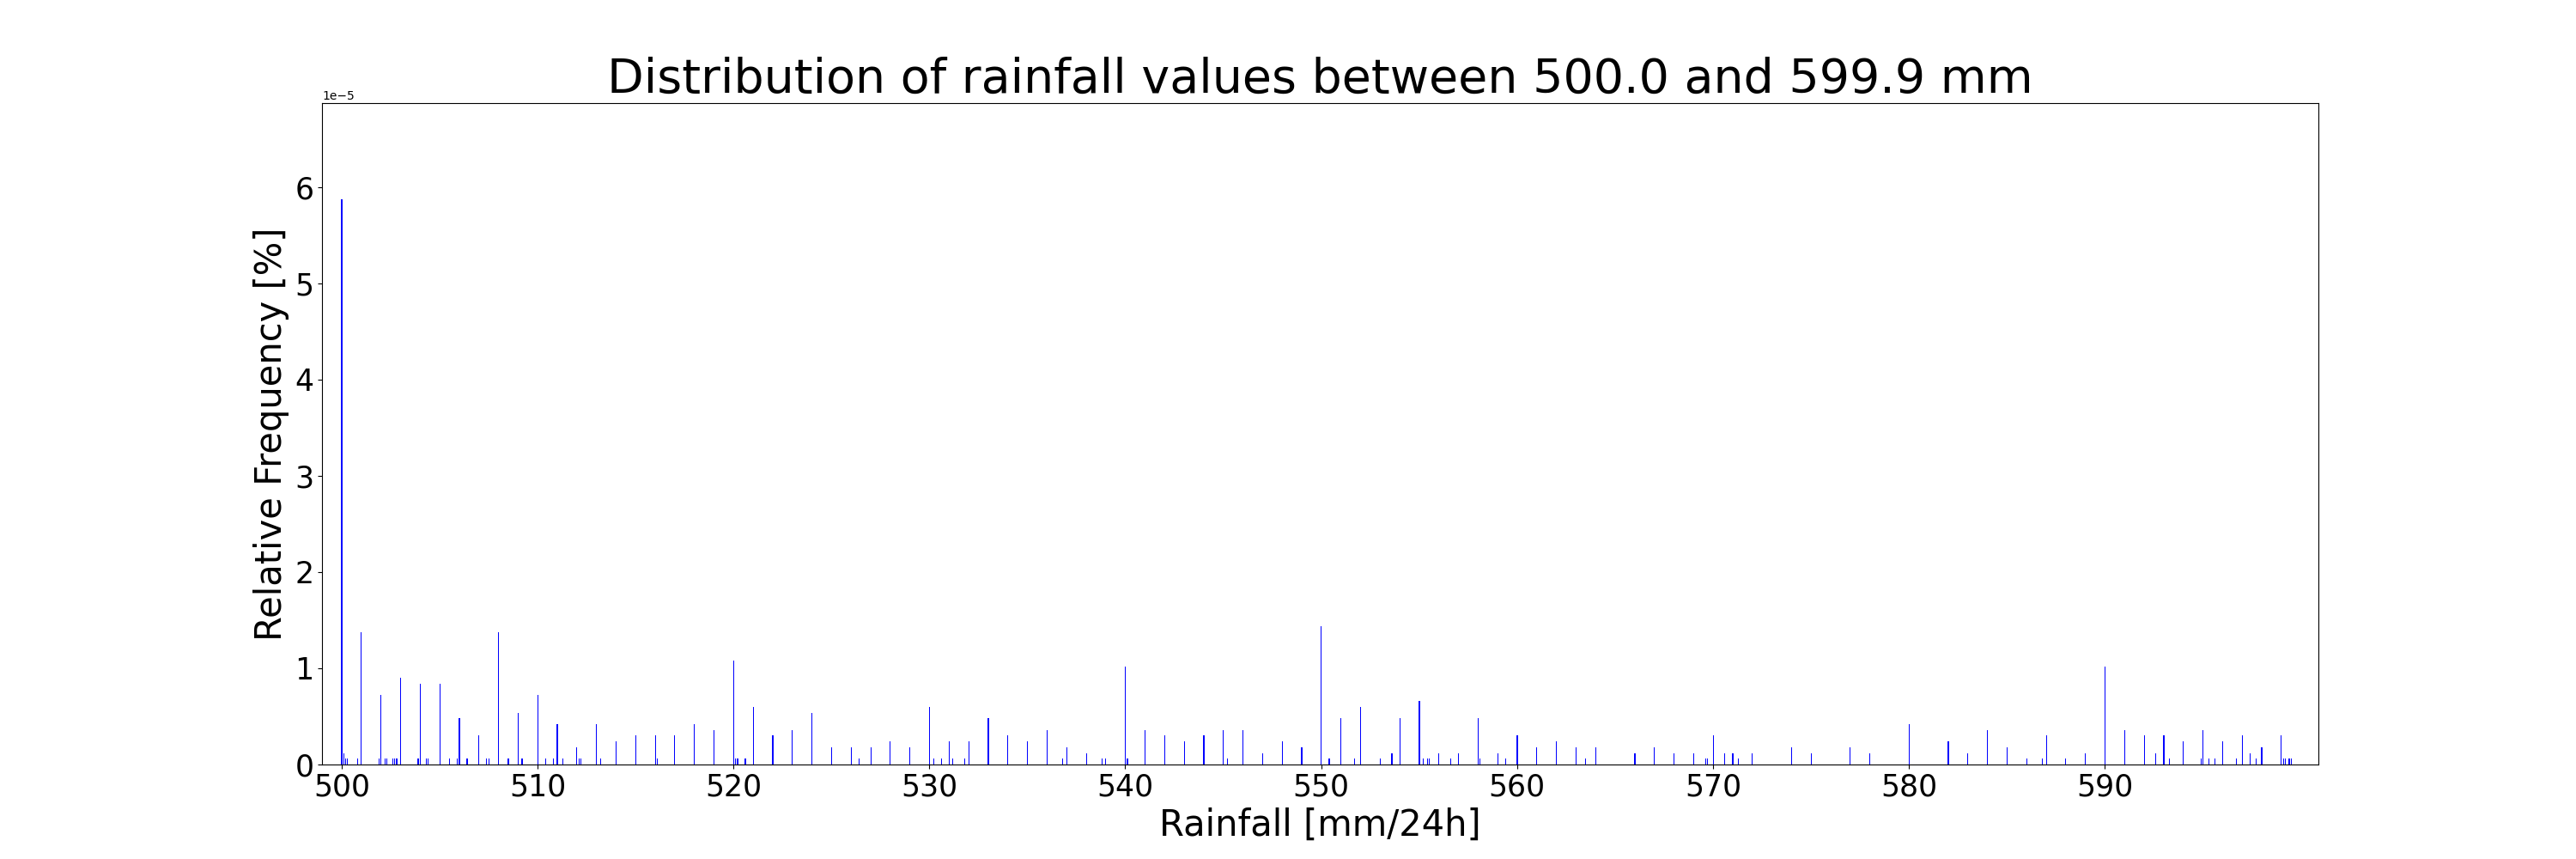 Distribution of rainfall values between 500.0 and 599.9 mm
1e−5
6
5
4
3
2
1
0
Relative Frequency [%]
500 510 520 530 540 550 560 570 580 590
Rainfall [mm/24h]